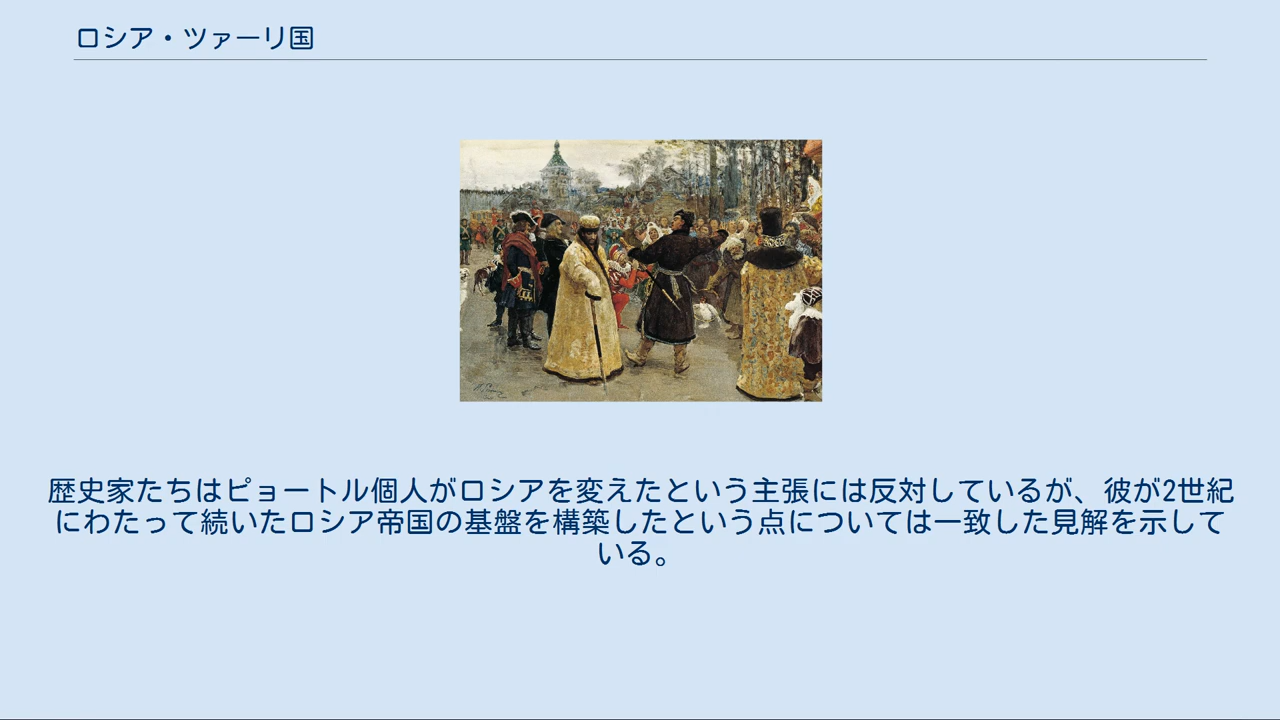 ロシア・ツァーリ国
歴史家たちはピョートル個人がロシアを変えたという主張には反対しているが、彼が2世紀
にわたって続いたロシア帝国の基盤を構築したという点については一致した見解を示して
いる。